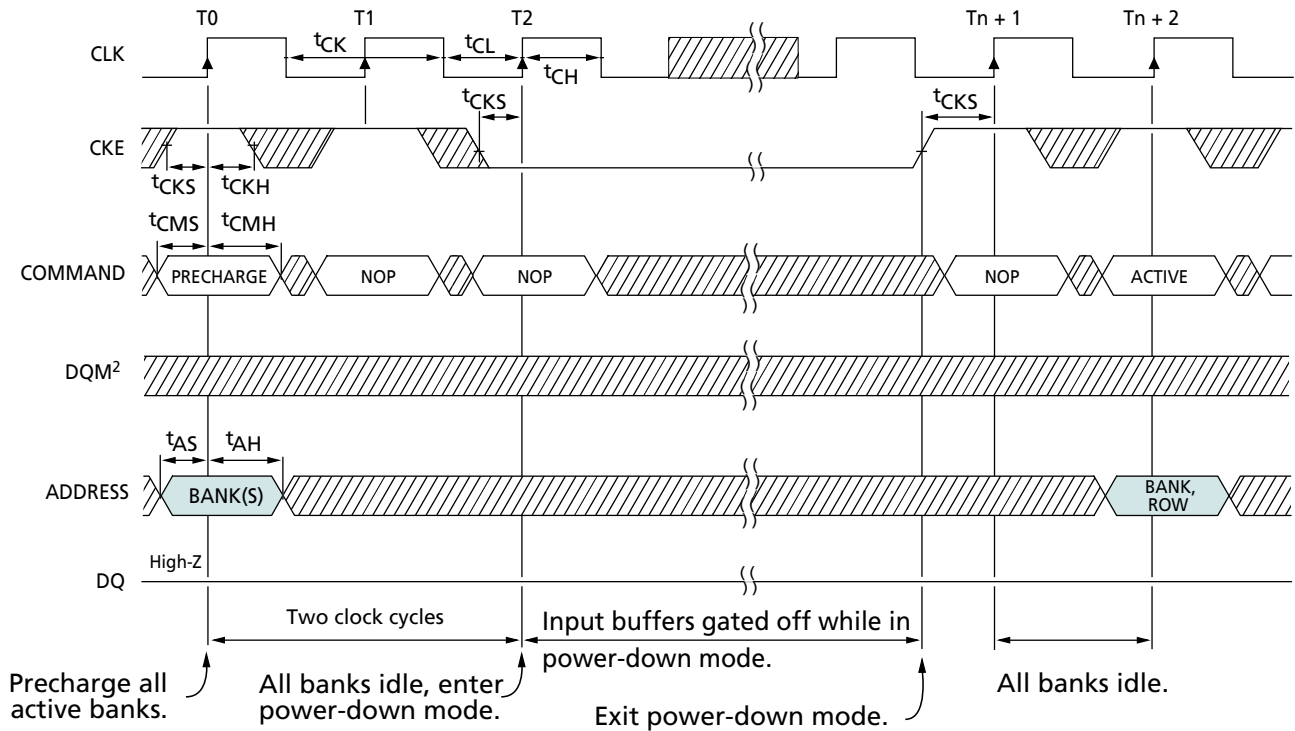 T0 T1 T2 Tn + 1 Tn + 2
CLK
tCK tCL
tCH
tCKS tCKS
CKE
tCKS tCKH
tCMS tCMH
COMMAND PRECHARGE NOP NOP NOP ACTIVE
DQM2
tAS tAH
ADDRESS BANK(S) BANK,
ROW
High-Z
DQ
Two clock cycles
Input buffers gated off while in
power-down mode.
Precharge all
active banks.
All banks idle, enter
power-down mode.
Exit power-down mode.
All banks idle.